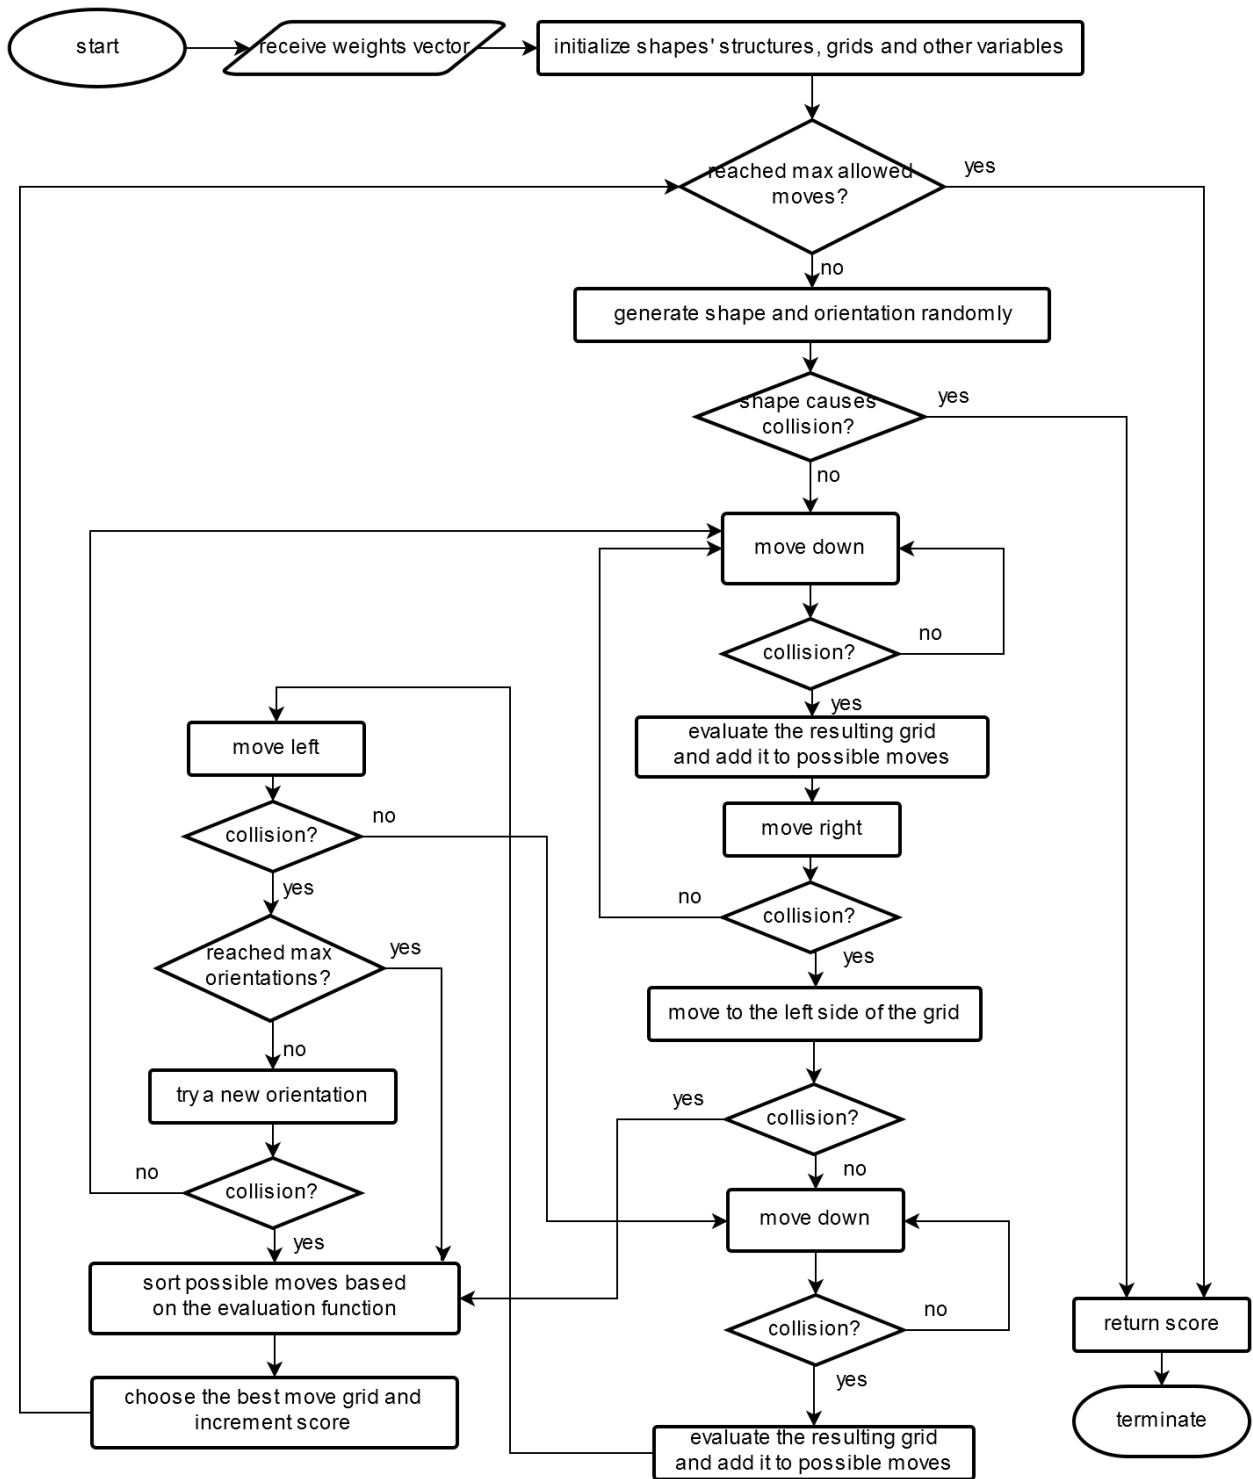 start
receive weights vector
initialize shapes' structures, grids and other variables
reached max allowed
moves?
yes
no
generate shape and orientation randomly
shape causes
collision?
yes
no
move down
collision?
no
yes
evaluate the resulting grid
and add it to possible moves
move right
collision?
no
yes
move to the left side of the grid
collision?
yes
no
move down
collision?
no
yes
evaluate the resulting grid
and add it to possible moves
move left
collision?
no
yes
reached max
orientations?
yes
no
try a new orientation
collision?
no
yes
sort possible moves based
on the evaluation function
choose the best move grid and
increment score
return score
terminate